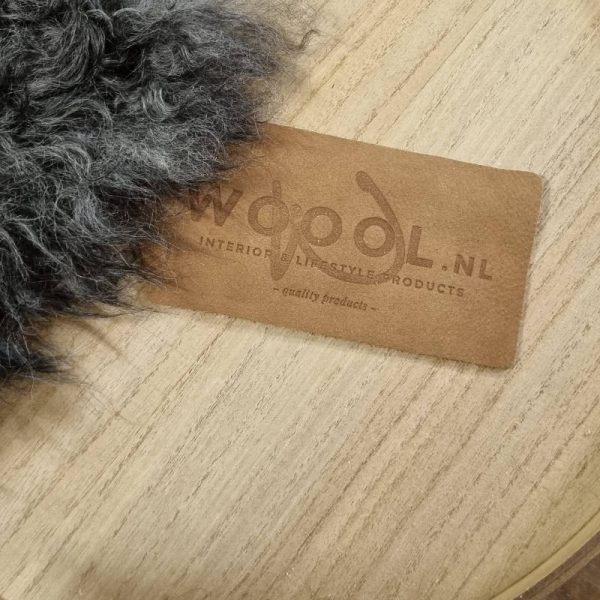 WOOOL.NL
INTERIOR & LIFESTYLE PRODUCTS
- quality products -